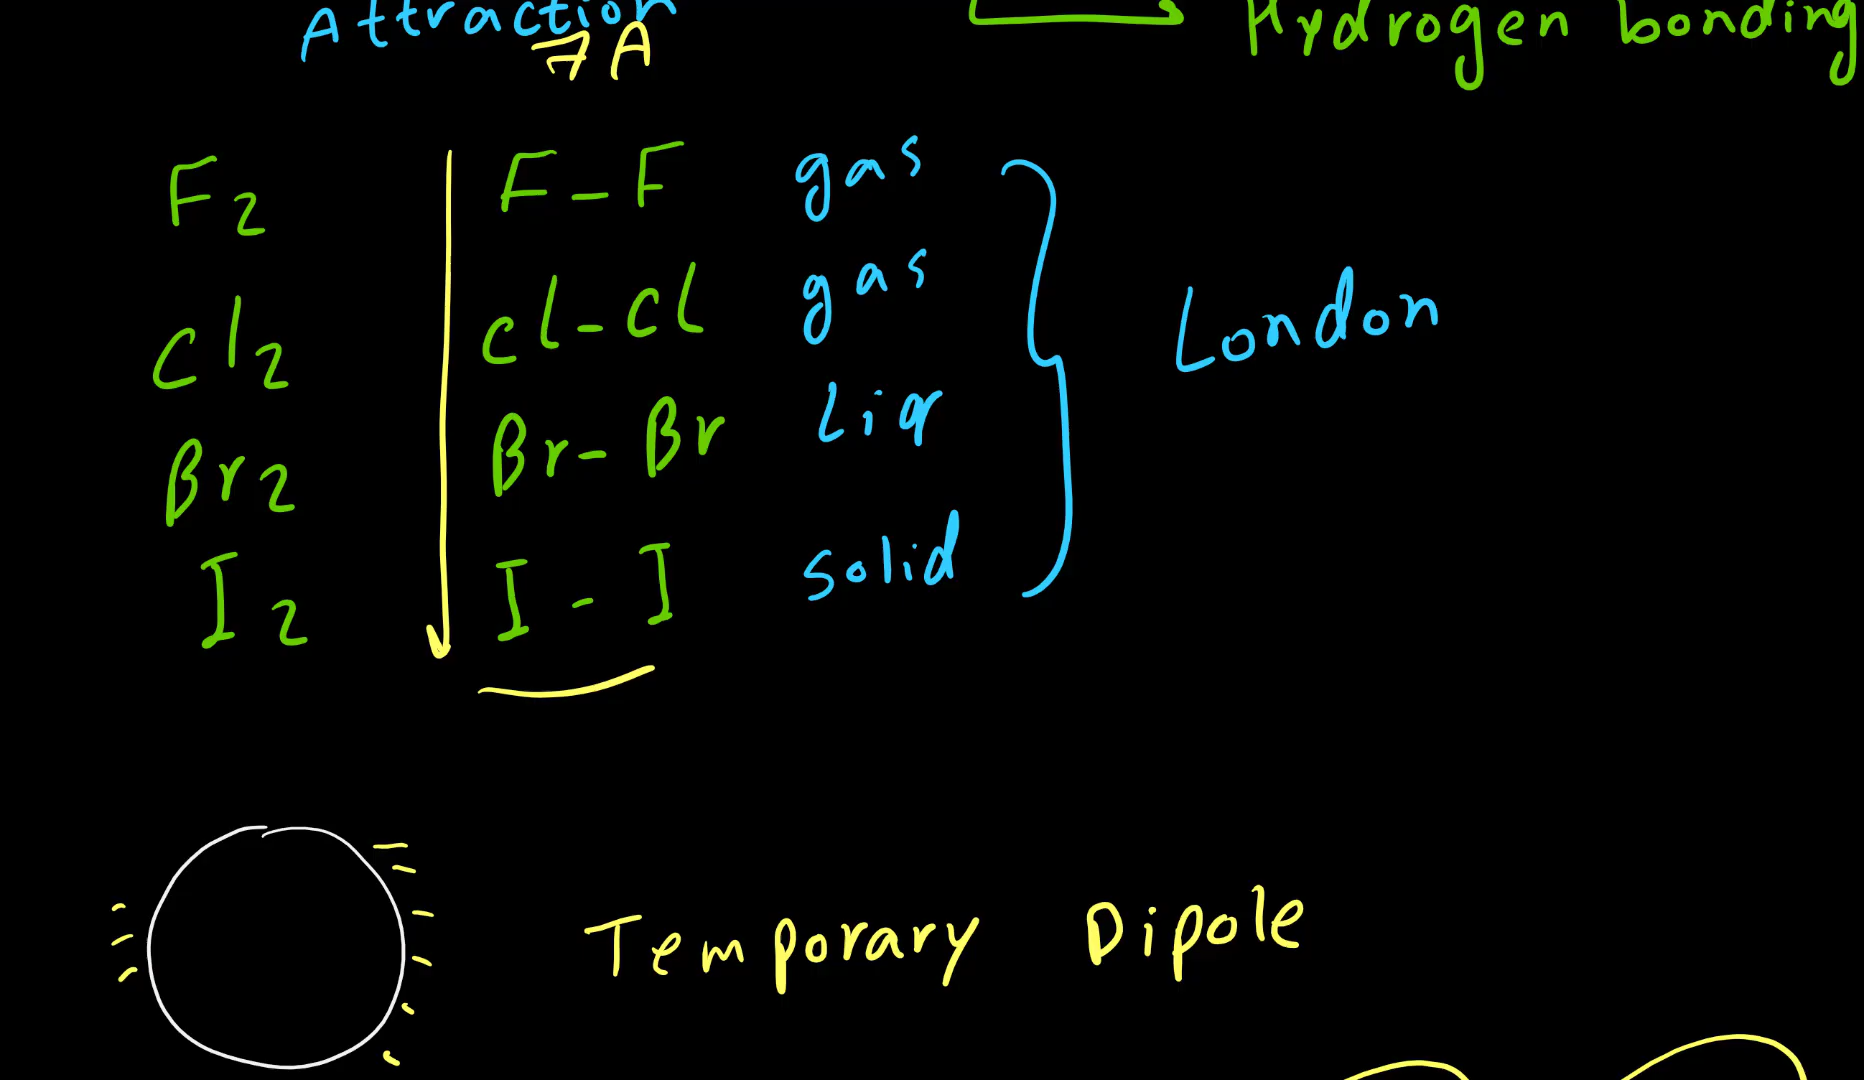 Attraction
Hydrogen bonding
7A
F2 F-F gas
Cl2 Cl-Cl gas
London
Br2 Br-Br Liq
I2 I-I solid
Temporary Dipole